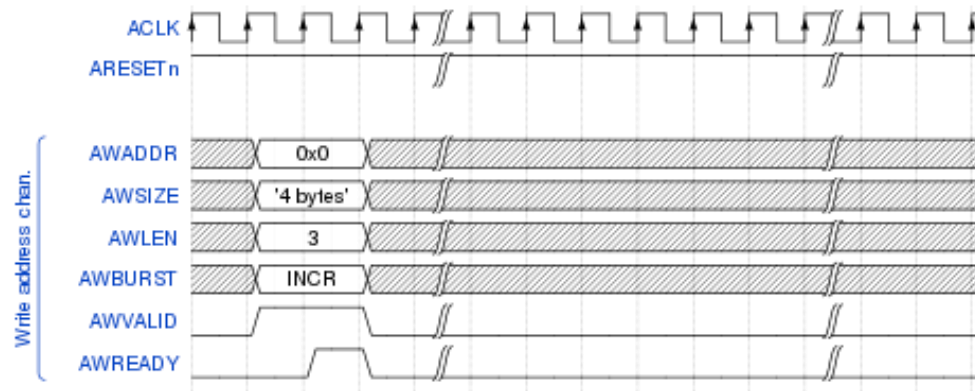 ACLK
ARESETn
Write address chan.
AWADDR 0x0
AWSIZE '4 bytes'
AWLEN 3
AWBURST INCR
AWVALID
AWREADY